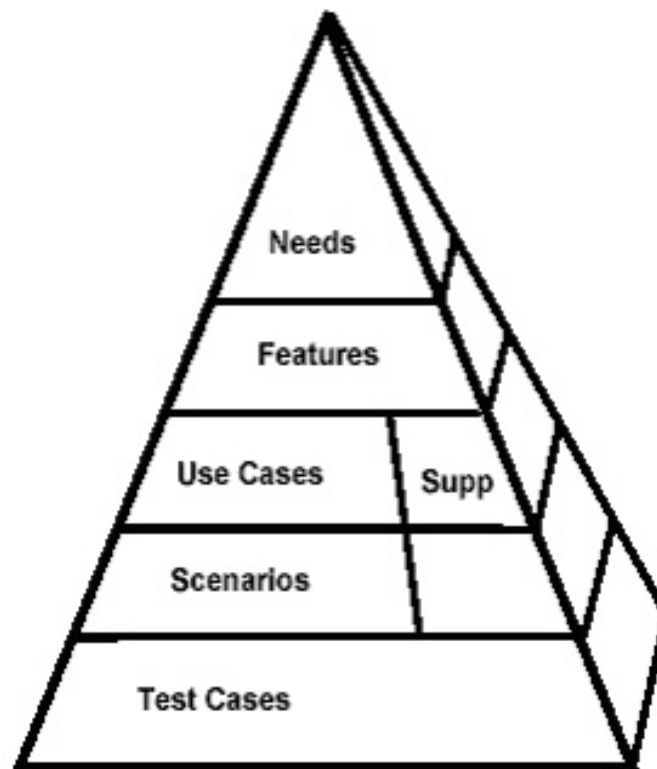 Needs
Features
Use Cases
Supp
Scenarios
Test Cases